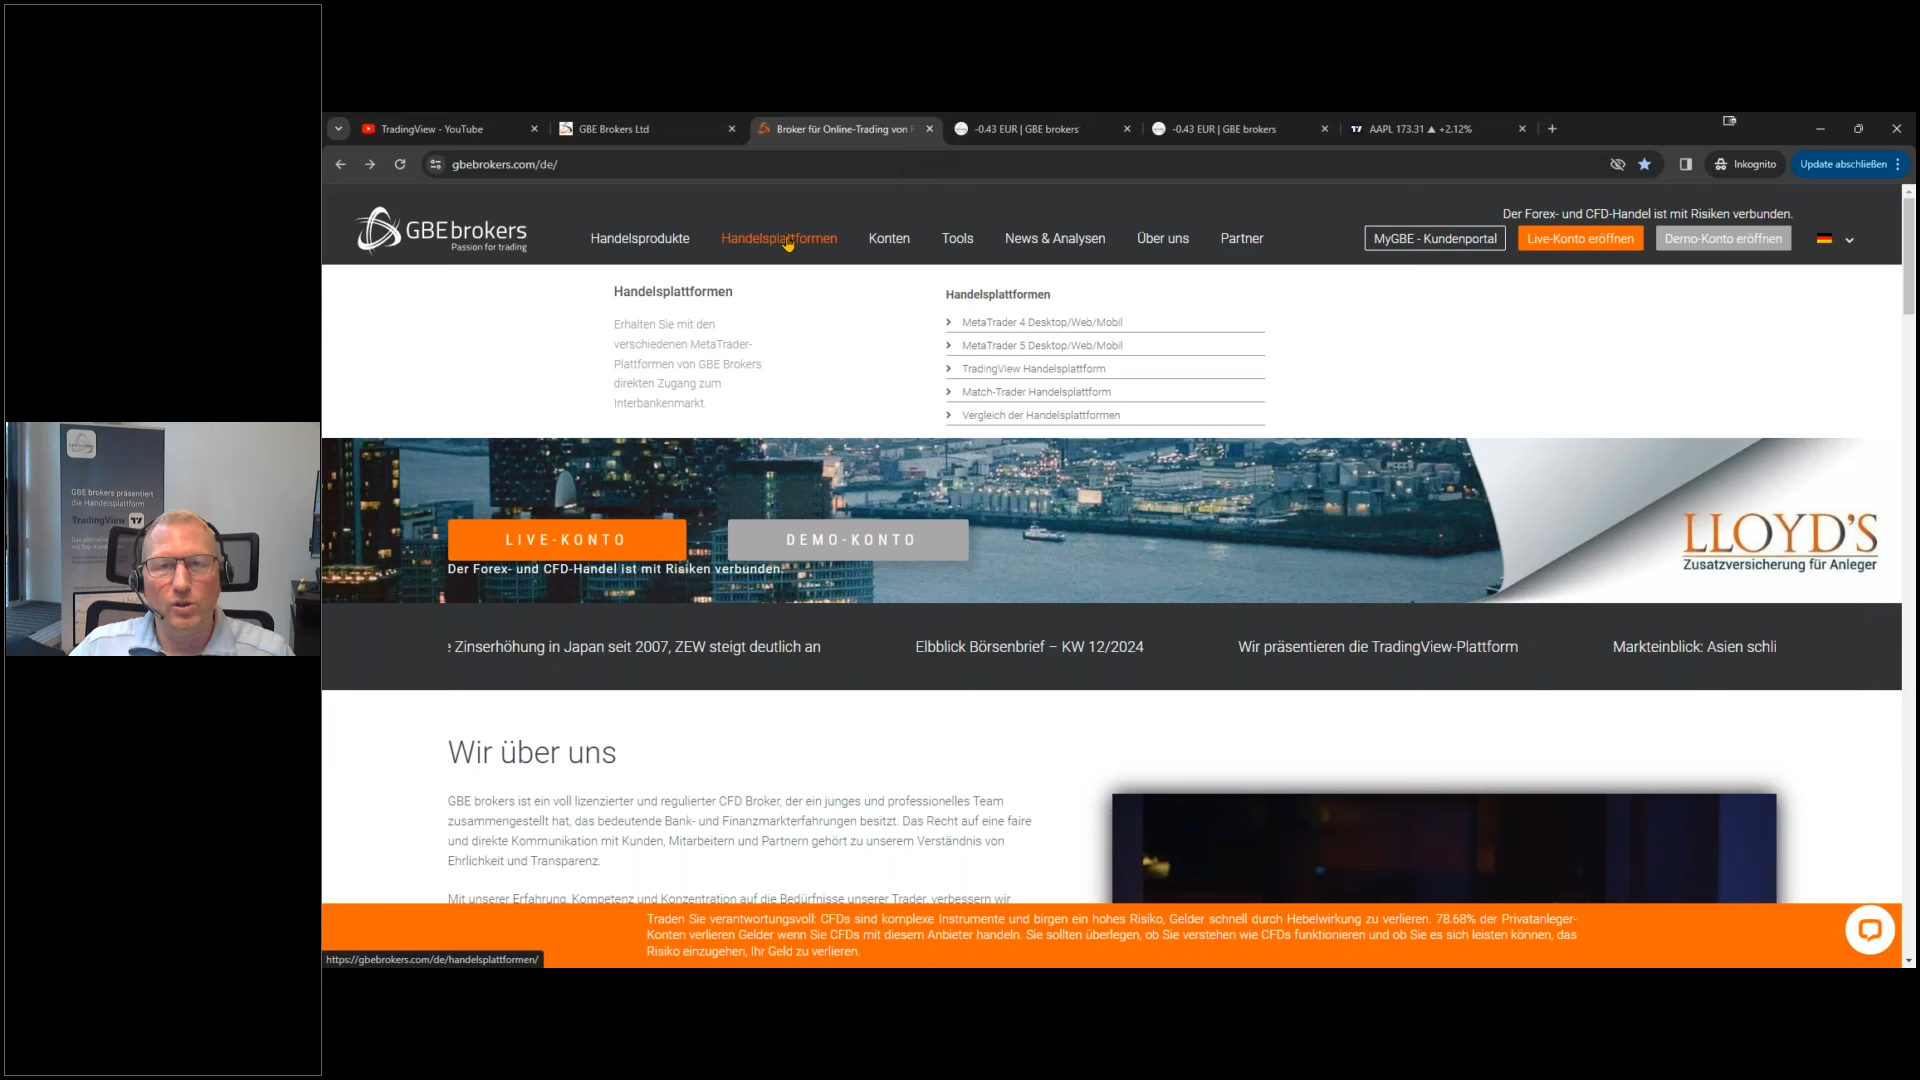 TradingView - YouTube
GBE Brokers Ltd
Broker für Online-Trading von F
-0.43 EUR | GBE brokers
-0.43 EUR | GBE brokers
AAPL 173.31 ▲ +2.12%
gbebrokers.com/de/
Inkognito
Update abschließen
GBE brokers
Passion for trading
Handelsprodukte
Handelsplattformen
Konten
Tools
News & Analysen
Über uns
Partner
Der Forex- und CFD-Handel ist mit Risiken verbunden.
MyGBE - Kundenportal
Live-Konto eröffnen
Demo-Konto eröffnen
Handelsplattformen
Erhalten Sie mit den
verschiedenen MetaTrader-
Plattformen von GBE Brokers
direkten Zugang zum
Interbankenmarkt.
Handelsplattformen
MetaTrader 4 Desktop/Web/Mobil
MetaTrader 5 Desktop/Web/Mobil
TradingView Handelsplattform
Match-Trader Handelsplattform
Vergleich der Handelsplattformen
LIVE-KONTO
DEMO-KONTO
Der Forex- und CFD-Handel ist mit Risiken verbunden.
LLOYD'S
Zusatzversicherung für Anleger
GBE brokers präsentiert
die Handelsplattform
TradingView
e Zinserhöhung in Japan seit 2007, ZEW steigt deutlich an
Elbblick Börsenbrief – KW 12/2024
Wir präsentieren die TradingView-Plattform
Markteinblick: Asien schli
Wir über uns
GBE brokers ist ein voll lizenzierter und regulierter CFD Broker, der ein junges und professionelles Team
zusammengestellt hat, das bedeutende Bank- und Finanzmarkterfahrungen besitzt. Das Recht auf eine faire
und direkte Kommunikation mit Kunden, Mitarbeitern und Partnern gehört zu unserem Verständnis von
Ehrlichkeit und Transparenz.
Mit unserer Erfahrung, Kompetenz und Konzentration auf die Bedürfnisse unserer Trader, verbessern wir
Traden Sie verantwortungsvoll: CFDs sind komplexe Instrumente und birgen ein hohes Risiko, Gelder schnell durch Hebelwirkung zu verlieren. 78.68% der Privatanleger-
Konten verlieren Gelder wenn Sie CFDs mit diesem Anbieter handeln. Sie sollten überlegen, ob Sie verstehen wie CFDs funktionieren und ob Sie es sich leisten können, das
Risiko einzugehen, Ihr Geld zu verlieren.
https://gbebrokers.com/de/handelsplattformen/